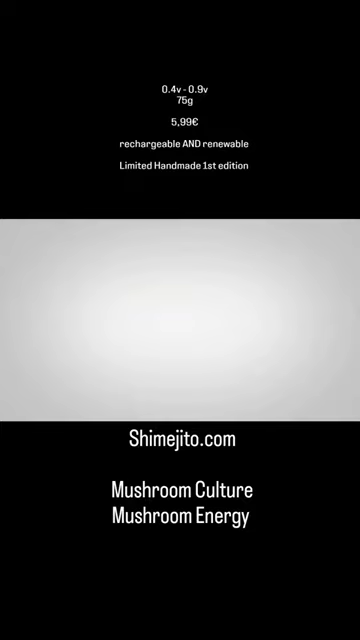 0.4v - 0.9v
75g
5,99€
rechargeable AND renewable
Limited Handmade 1st edition
Shimejito.com
Mushroom Culture
Mushroom Energy